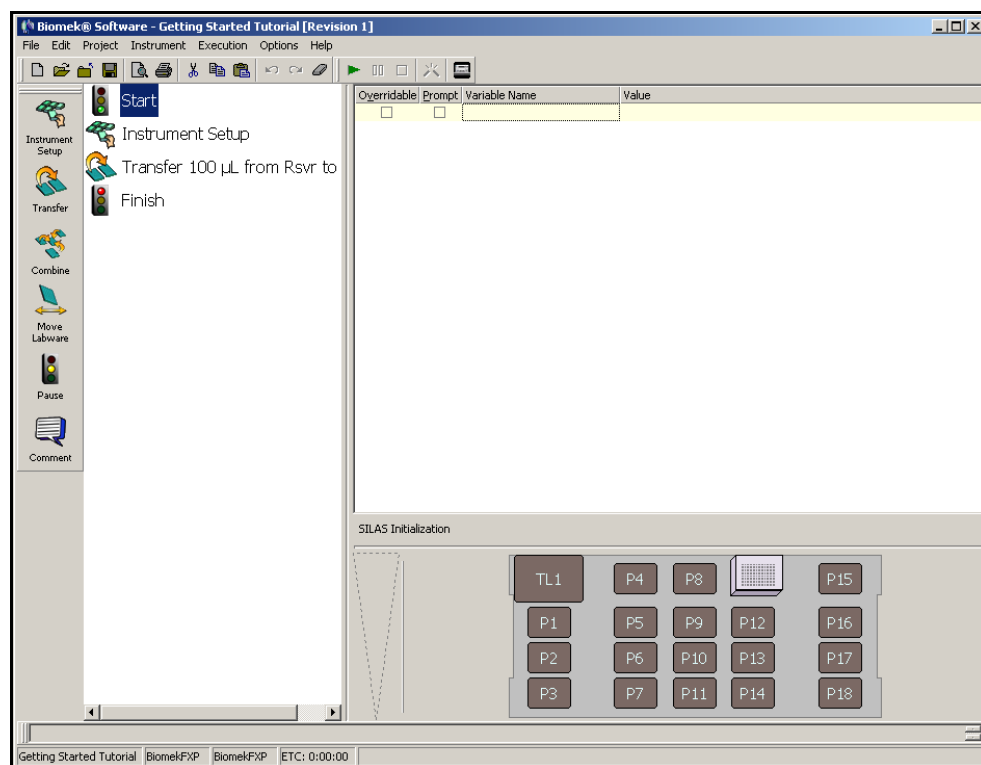 Biomek® Software - Getting Started Tutorial [Revision 1]
File Edit Project Instrument Execution Options Help
Instrument
Setup
Transfer
Combine
Move
Labware
Pause
Comment
Start
Instrument Setup
Transfer 100 µL from Rsvr to
Finish
Overridable Prompt Variable Name Value
SILAS Initialization
TL1 P4 P8 P15
P1 P5 P9 P12 P16
P2 P6 P10 P13 P17
P3 P7 P11 P14 P18
Getting Started Tutorial BiomekFXP BiomekFXP ETC: 0:00:00